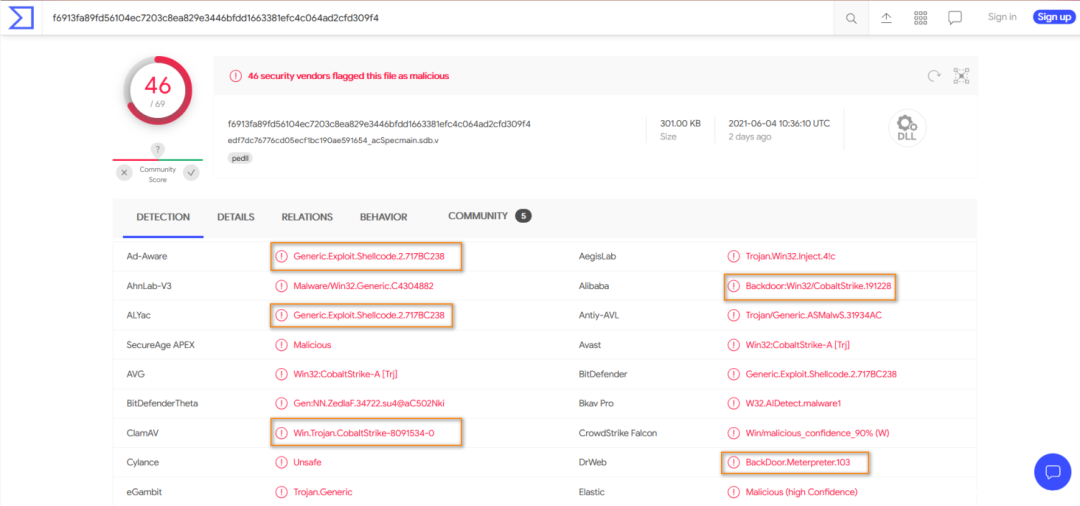 f6913fa89fd56104ec7203c8ea829e3446bfdd1663381efc4c064ad2cfd309f4
Sign in
Sign up
46
/ 69
?
Community
Score
46 security vendors flagged this file as malicious
f6913fa89fd56104ec7203c8ea829e3446bfdd1663381efc4c064ad2cfd309f4
edf7dc76776cd05ecf1bc190ae591654_acSpecmain.sdb.v
pedll
301.00 KB
Size
2021-06-04 10:36:10 UTC
2 days ago
DLL
DETECTION DETAILS RELATIONS BEHAVIOR COMMUNITY 5
Ad-Aware Generic.Exploit.Shellcode.2.717BC238 AegisLab Trojan.Win32.Inject.4!c
AhnLab-V3 Malware/Win32.Generic.C4304882 Alibaba Backdoor:Win32/CobaltStrike.191228
ALYac Generic.Exploit.Shellcode.2.717BC238 Antiy-AVL Trojan/Generic.ASMalwS.31934AC
SecureAge APEX Malicious Avast Win32:CobaltStrike-A [Trj]
AVG Win32:CobaltStrike-A [Trj] BitDefender Generic.Exploit.Shellcode.2.717BC238
BitDefenderTheta Gen:NN.ZedlaF.34722.su4@aC502Nki Bkav Pro W32.AIDetect.malware1
ClamAV Win.Trojan.CobaltStrike-8091534-0 CrowdStrike Falcon Win/malicious_confidence_90% (W)
Cylance Unsafe DrWeb BackDoor.Meterpreter.103
eGambit Trojan.Generic Elastic Malicious (high Confidence)